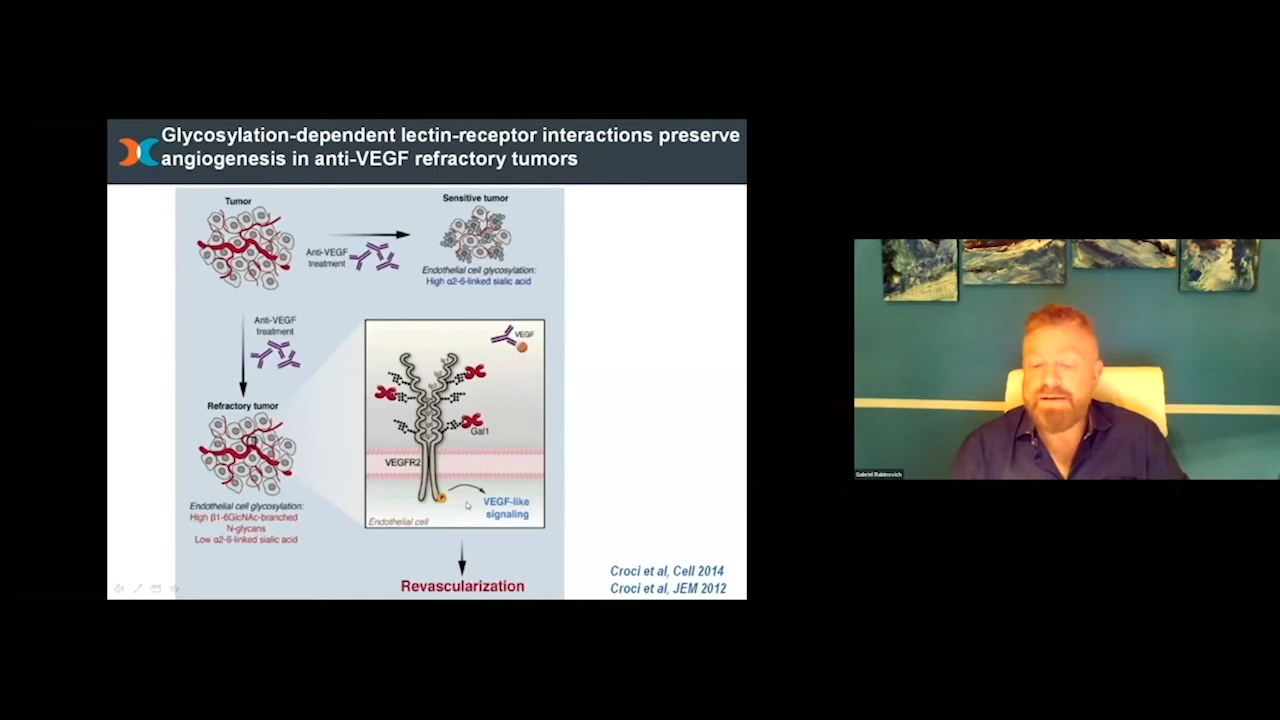 Glycosylation-dependent lectin-receptor interactions preserve
angiogenesis in anti-VEGF refractory tumors
Tumor
Sensitive tumor
Anti-VEGF
treatment
Endothelial cell glycosylation:
High α2-6-linked sialic acid
Anti-VEGF
treatment
VEGF
Refractory tumor
Gal1
VEGFR2
P
VEGF-like
signaling
Endothelial cell
Endothelial cell glycosylation:
High β1-6GlcNAc-branched
N-glycans
Low α2-6-linked sialic acid
Revascularization
Croci et al, Cell 2014
Croci et al, JEM 2012
Gabriel Rabinovich